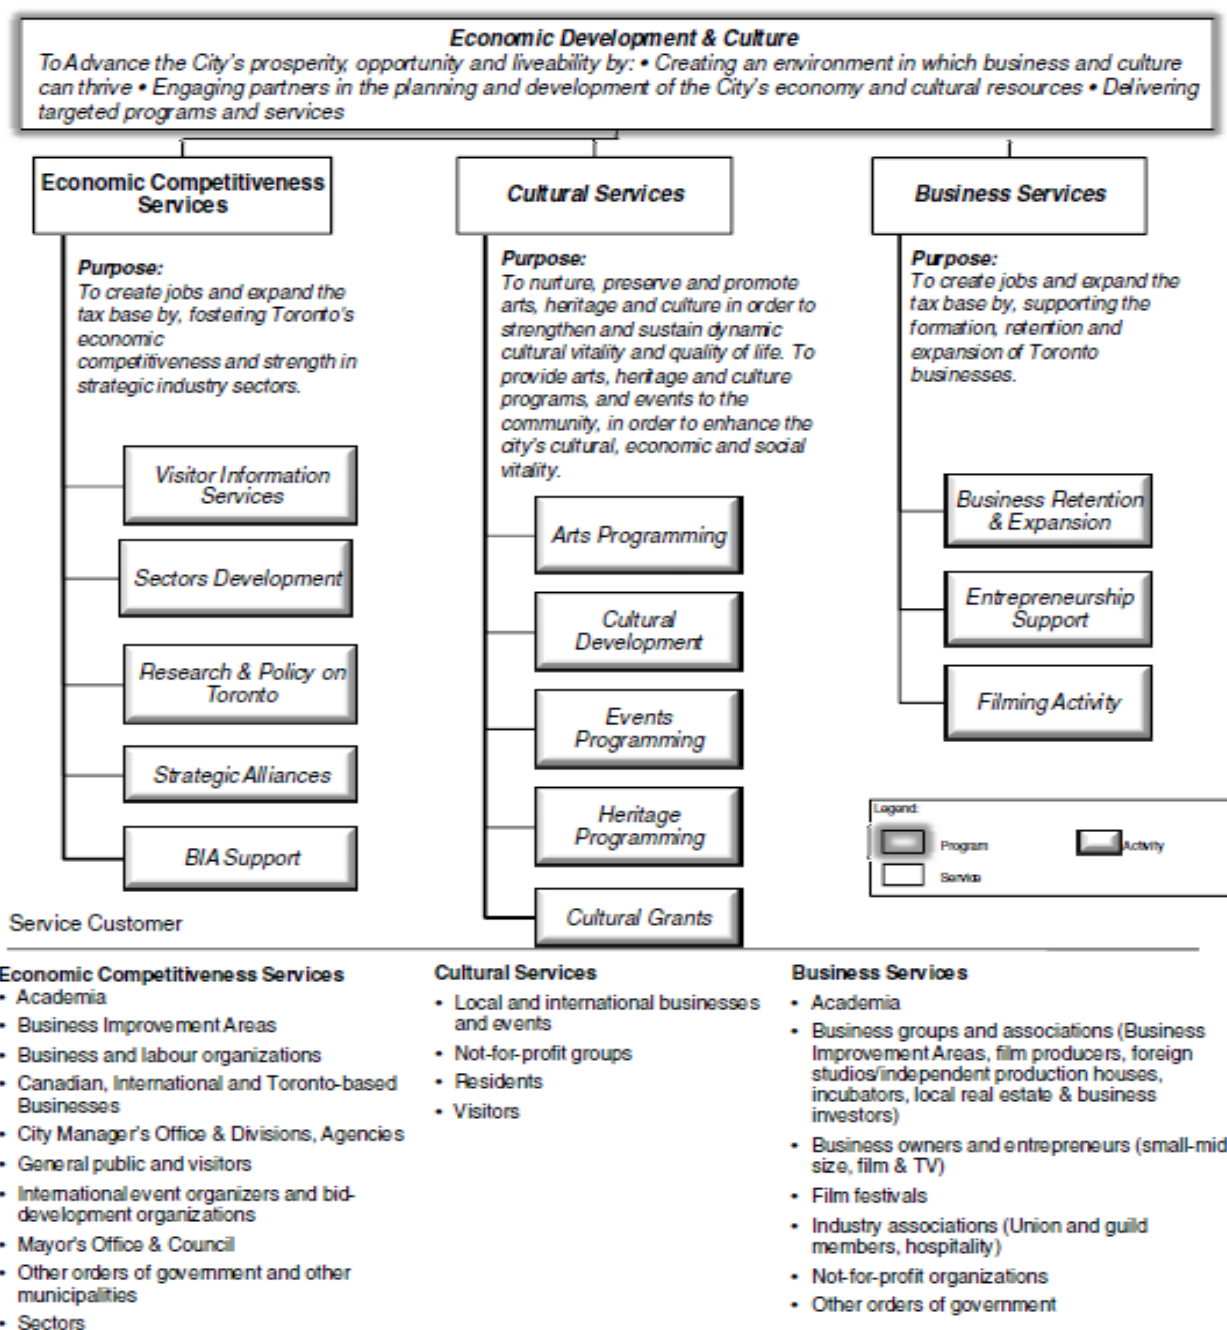 Economic Development & Culture
To Advance the City's prosperity, opportunity and liveability by: • Creating an environment in which business and culture
can thrive • Engaging partners in the planning and development of the City's economy and cultural resources • Delivering
targeted programs and services
Economic Competitiveness
Services
Purpose:
To create jobs and expand the
tax base by, fostering Toronto's
economic
competitiveness and strength in
strategic industry sectors.
Visitor Information
Services
Sectors Development
Research & Policy on
Toronto
Strategic Alliances
BIA Support
Cultural Services
Purpose:
To nurture, preserve and promote
arts, heritage and culture in order to
strengthen and sustain dynamic
cultural vitality and quality of life. To
provide arts, heritage and culture
programs, and events to the
community, in order to enhance the
city's cultural, economic and social
vitality.
Arts Programming
Cultural
Development
Events
Programming
Heritage
Programming
Cultural Grants
Business Services
Purpose:
To create jobs and expand the
tax base by, supporting the
formation, retention and
expansion of Toronto
businesses.
Business Retention
& Expansion
Entrepreneurship
Support
Filming Activity
Legend:
Program
Activity
Service
Service Customer
Economic Competitiveness Services
• Academia
• Business Improvement Areas
• Business and labour organizations
• Canadian, International and Toronto-based
Businesses
• City Manager's Office & Divisions, Agencies
• General public and visitors
• International event organizers and bid-
development organizations
• Mayor's Office & Council
• Other orders of government and other
municipalities
• Sectors
Cultural Services
• Local and international businesses
and events
• Not-for-profit groups
• Residents
• Visitors
Business Services
• Academia
• Business groups and associations (Business
Improvement Areas, film producers, foreign
studios/independent production houses,
incubators, local real estate & business
investors)
• Business owners and entrepreneurs (small-mid
size, film & TV)
• Film festivals
• Industry associations (Union and guild
members, hospitality)
• Not-for-profit organizations
• Other orders of government